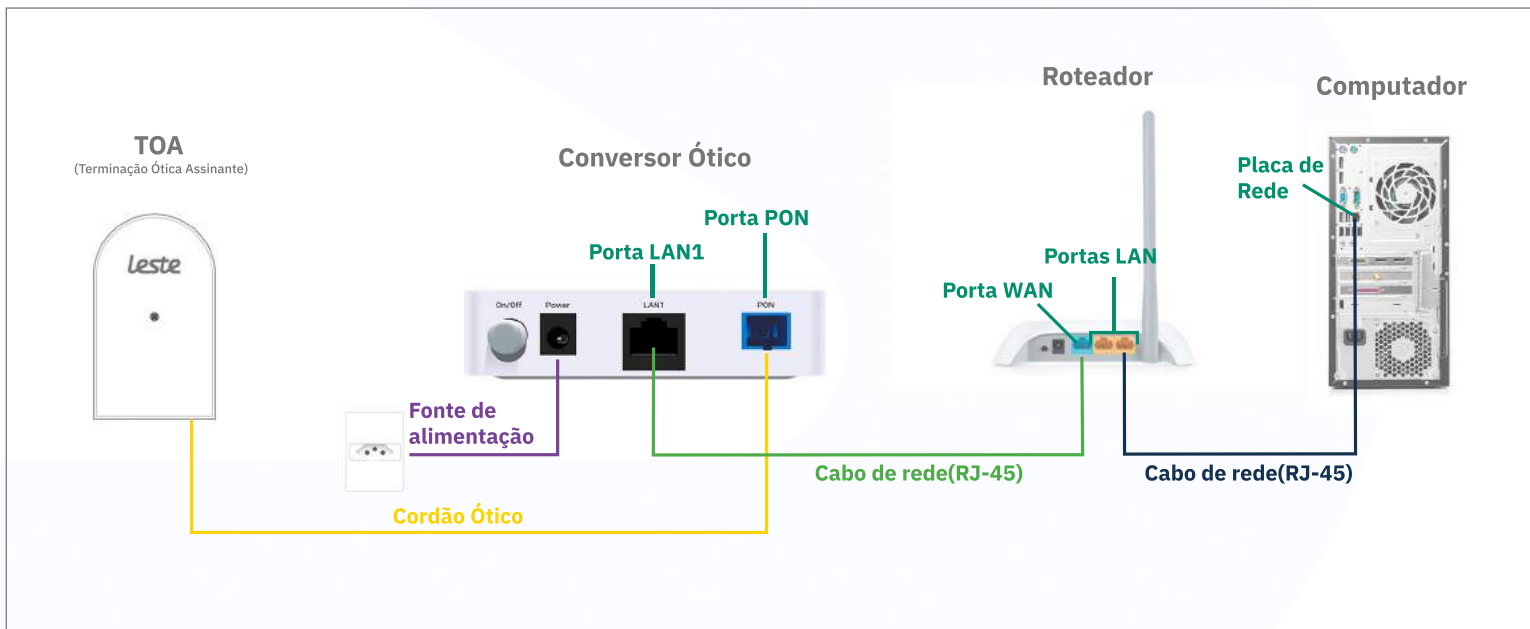 TOA
(Terminação Ótica Assinante)
leste
Conversor Ótico
Porta PON
Porta LAN1
On/Off
Power
LAN1
PON
Fonte de
alimentação
Cordão Ótico
Roteador
Portas LAN
Porta WAN
Cabo de rede(RJ-45)
Computador
Placa de
Rede
Cabo de rede(RJ-45)